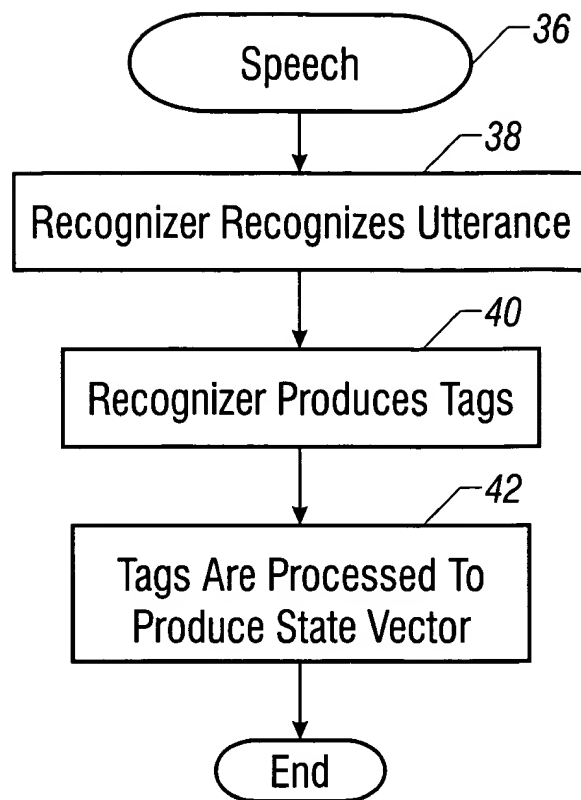 Speech
36
38
Recognizer Recognizes Utterance
40
Recognizer Produces Tags
42
Tags Are Processed To
Produce State Vector
End